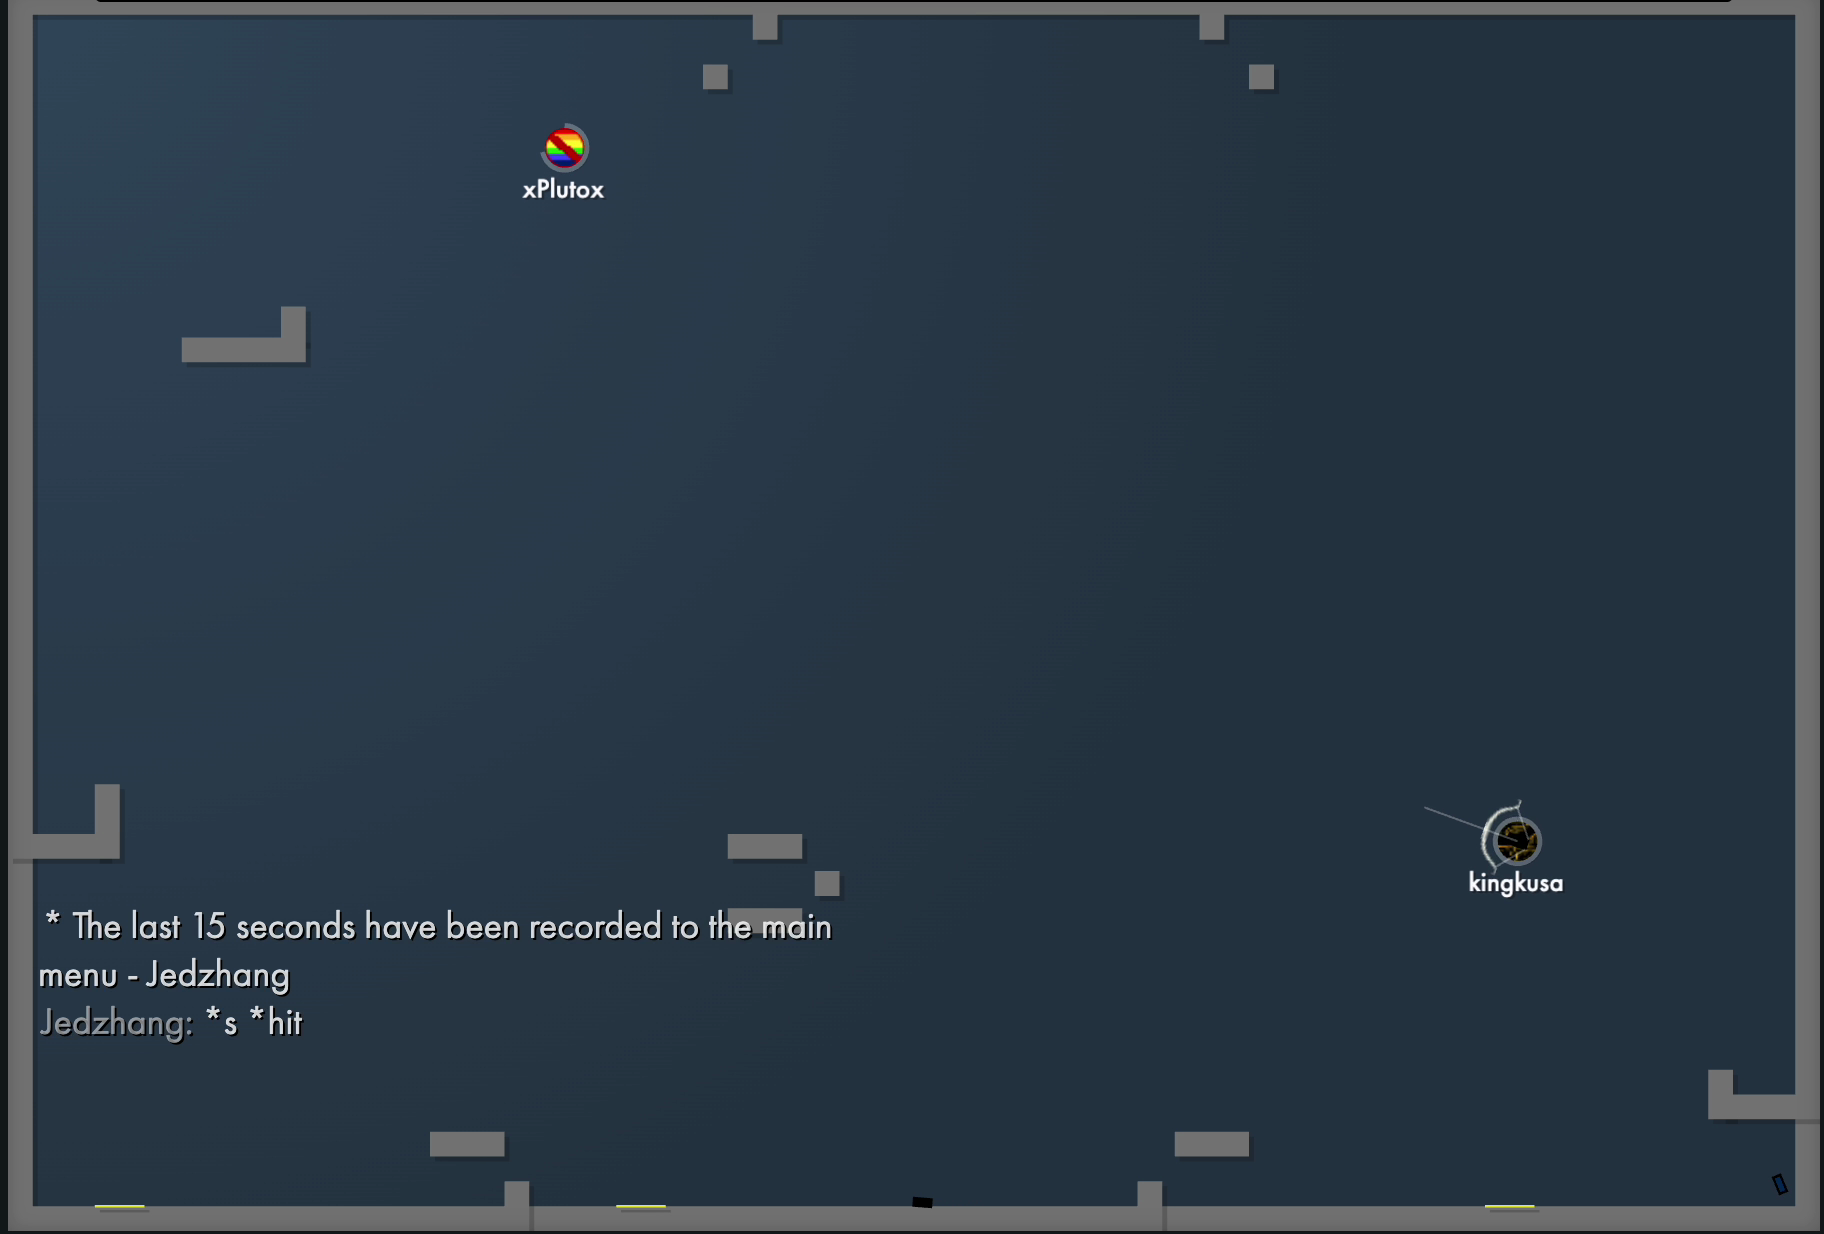 xPlutox
kingkusa
* The last 15 seconds have been recorded to the main
menu - Jedzhang
Jedzhang: *s *hit